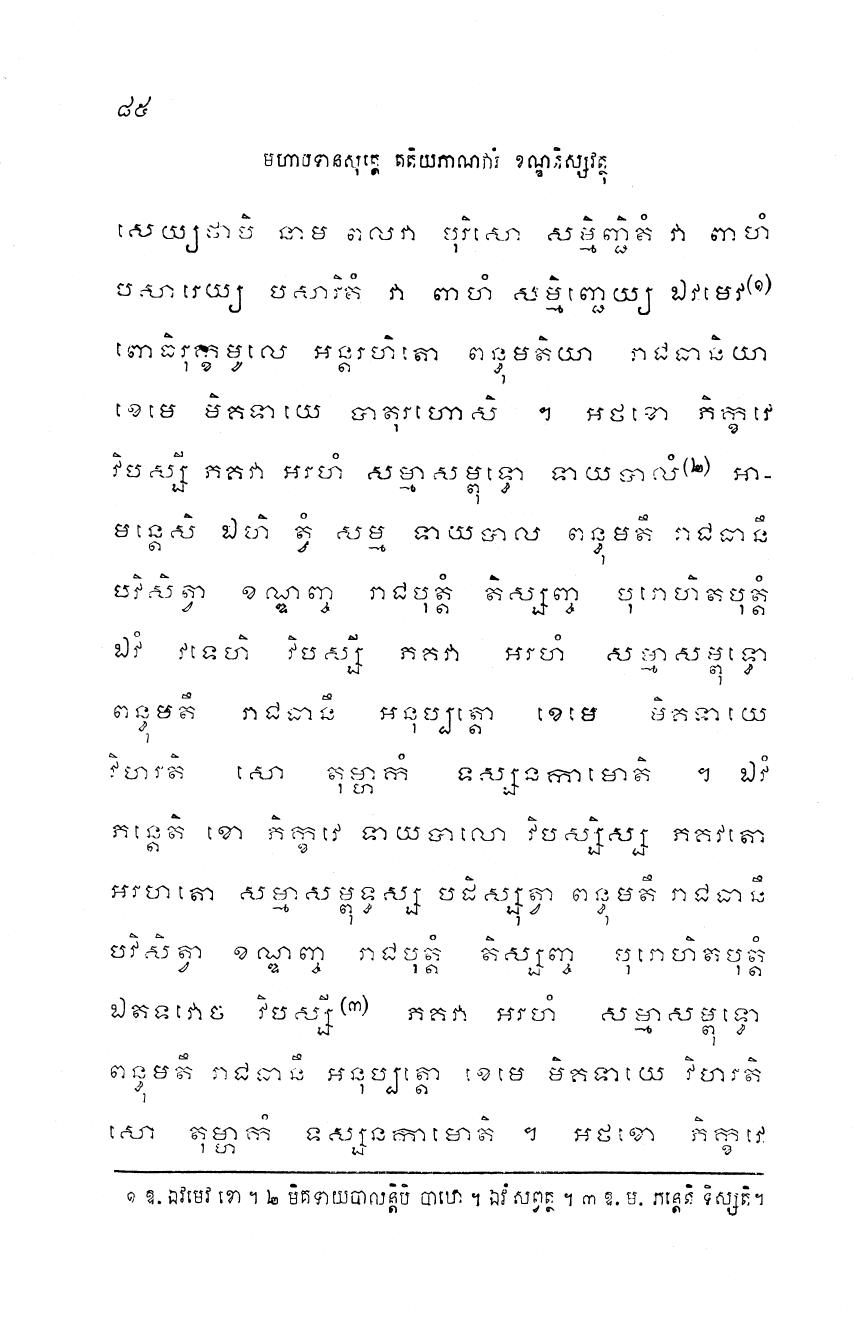 ៨៥
មហាបទានសុត្តេ តតិយភាណវារំ ខណ្ឌតិស្សវត្ថុ
សេយ្យថាបិ នាម ពលវា បុរិសោ សម្មិញ្ជិតំ វា ពាហំ
បសារេយ្យ បសារិតំ វា ពាហំ សម្មិញ្ជេយ្យ ឯវមេវ(១)
ពោធិរុក្ខមូលេ អន្តរហិតោ ពន្ធុមតិយា រាជធានិយា
ខេមេ មិគទាយេ បាតុរហោសិ ។ អថខោ ភិក្ខវេ
វិបស្សី ភគវា អរហំ សម្មាសម្ពុទ្ធោ ទាយបាលំ(២) អា-
មន្តេសិ ឯហិ ត្វំ សម្ម ទាយបាល ពន្ធុមតឹ រាជធានឹ
បវិសិត្វា ខណ្ឌញ្ច រាជបុត្តំ តិស្សញ្ច បុរោហិតបុត្តំ
ឯវំ វទេហិ វិបស្សី ភគវា អរហំ សម្មាសម្ពុទ្ធោ
ពន្ធុមតឹ រាជធានឹ អនុប្បត្តោ ខេមេ មិគទាយេ
វិហរតិ សោ តុម្ហាកំ ទស្សនកាមោតិ ។ ឯវំ
ភន្តេតិ ខោ ភិក្ខវេ ទាយបាលោ វិបស្សិស្ស ភគវតោ
អរហតោ សម្មាសម្ពុទ្ធស្ស បដិស្សុត្វា ពន្ធុមតឹ រាជធានឹ
បវិសិត្វា ខណ្ឌញ្ច រាជបុត្តំ តិស្សញ្ច បុរោហិតបុត្តំ
ឯតទវោច វិបស្សី(៣) ភគវា អរហំ សម្មាសម្ពុទ្ធោ
ពន្ធុមតឹ រាជធានឹ អនុប្បត្តោ ខេមេ មិគទាយេ វិហរតិ
សោ តុម្ហាកំ ទស្សនកាមោតិ ។ អថខោ ភិក្ខវេ
១ ឱ. ឯវមេវ ខោ ។ ២ មិគទាយបាលន្តិបិ បាឋោ ។ ឯវំ សព្វត្ថ ។ ៣ ឱ. ម. ភន្តេតិ ទិស្សតិ។